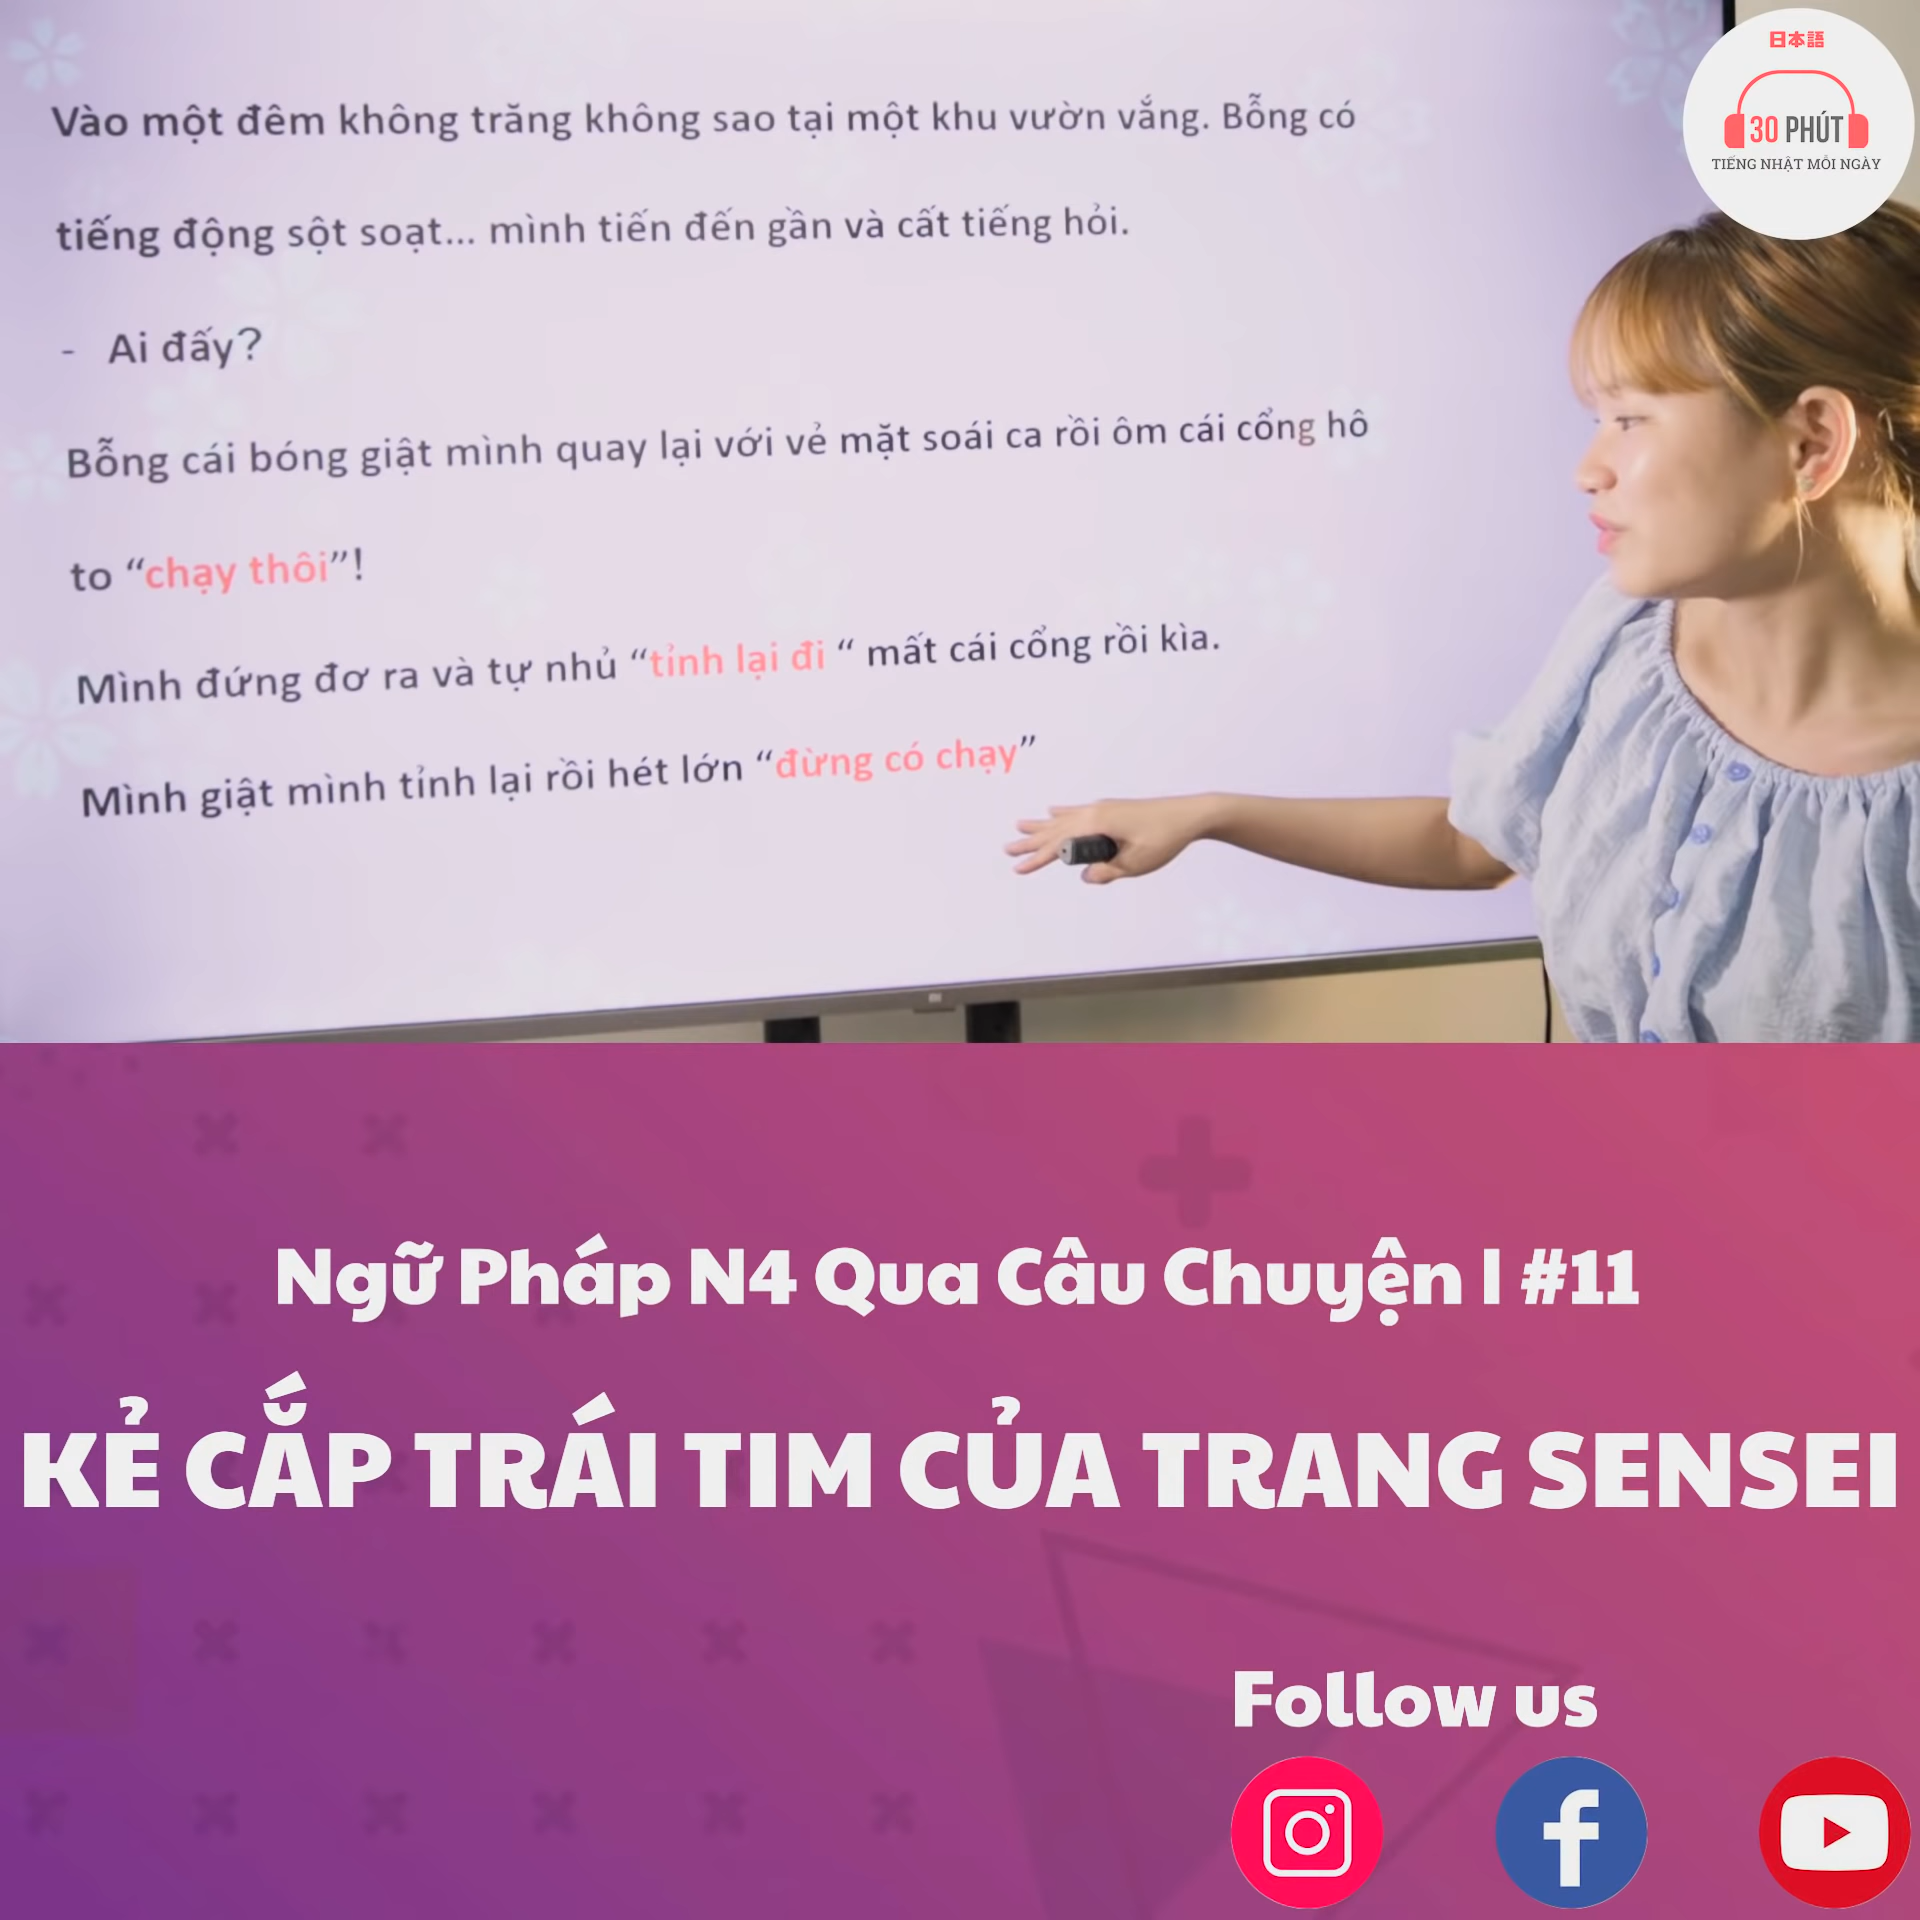 日本語
30 PHÚT
TIẾNG NHẬT MỖI NGÀY
Vào một đêm không trăng không sao tại một khu vườn vắng. Bỗng có
tiếng động sột soạt... mình tiến đến gần và cất tiếng hỏi.
- Ai đấy?
Bỗng cái bóng giật mình quay lại với vẻ mặt soái ca rồi ôm cái cổng hô
to “chạy thôi”!
Mình đứng đơ ra và tự nhủ “tỉnh lại đi “ mất cái cổng rồi kìa.
Mình giật mình tỉnh lại rồi hét lớn “đừng có chạy”
Ngữ Pháp N4 Qua Câu Chuyện I #11
KẺ CẮP TRÁI TIM CỦA TRANG SENSEI
Follow us